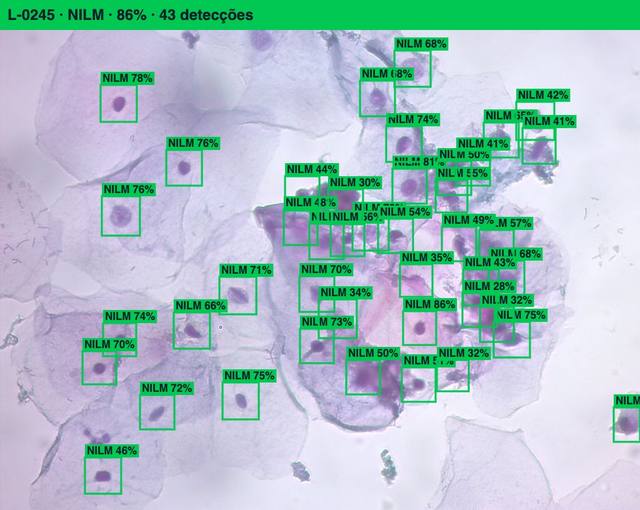 L-0245 · NILM · 86% · 43 detecções
NILM 68%
NILM 68%
NILM 78%
NILM 42%
NILM 74%
NILM 41%
NILM 76%
NILM 41%
NILM 50%
NILM 81%
NILM 44%
NILM 55%
NILM 30%
NILM 76%
NILM 48%
NILM 54%
NILM 49%
57%
NILM 35%
68%
NILM 43%
NILM 71%
NILM 70%
NILM 28%
NILM 34%
NILM 32%
NILM 66%
NILM 86%
NILM 74%
NILM 75%
NILM 73%
NILM 70%
NILM 50%
NILM 32%
NILM 72%
NILM 75%
NILM
NILM 46%